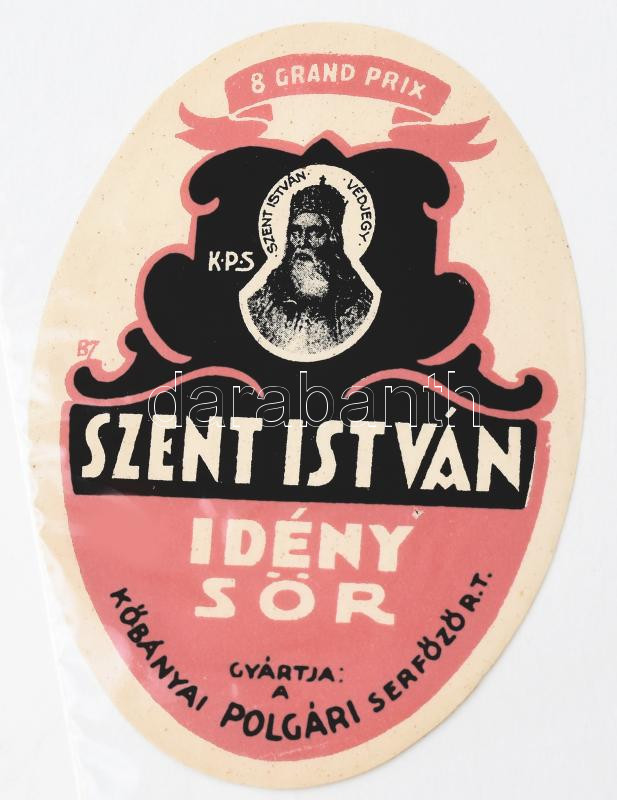 8 GRAND PRIX
SZENT ISTVÁN · VÉDJEGY ·
K·P·S
BZ
darabanth
SZENT ISTVÁN
IDÉNY
SÖR
GYÁRTJA:
A
KŐBÁNYAI POLGÁRI SERFŐZŐ R.T.